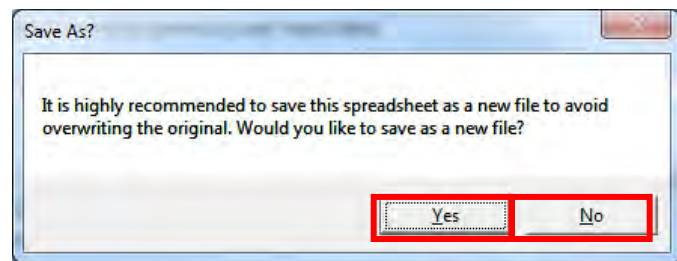 Save As?
It is highly recommended to save this spreadsheet as a new file to avoid
overwriting the original. Would you like to save as a new file?
Yes No